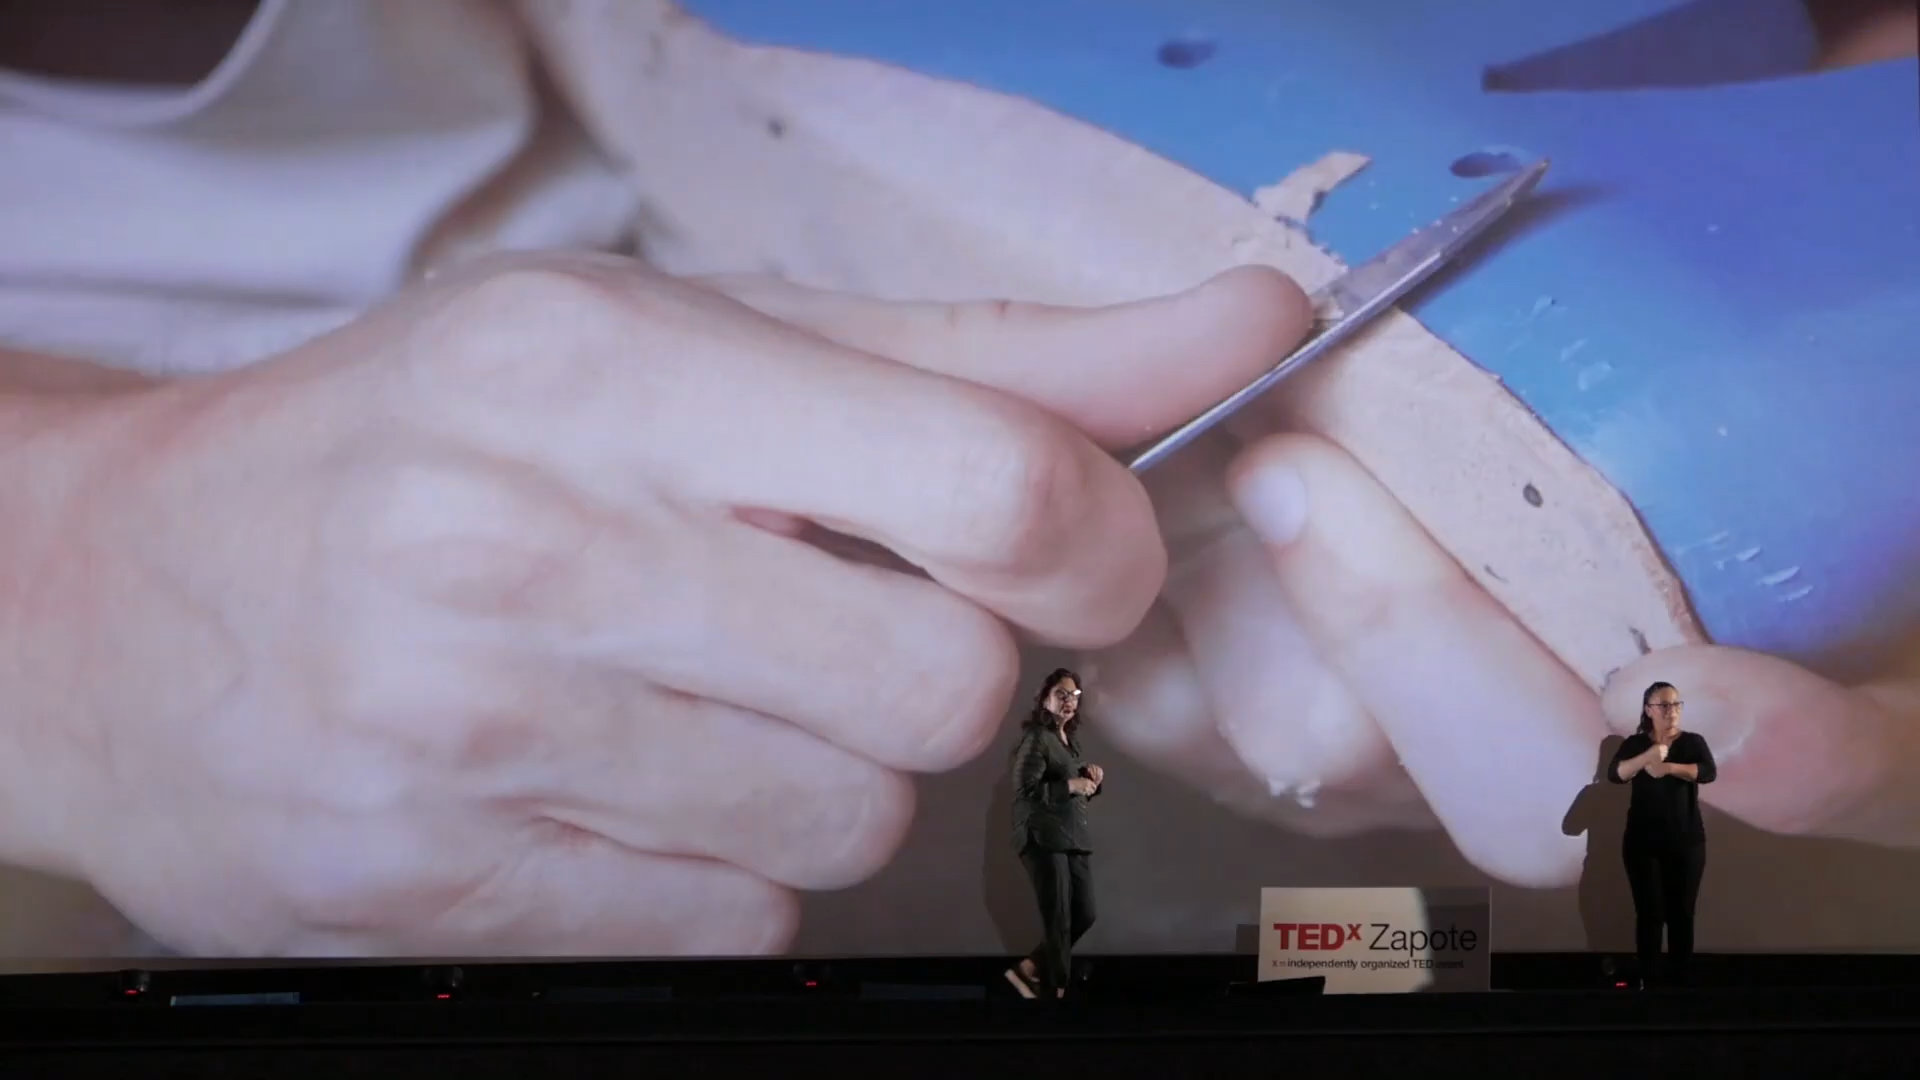 TEDx Zapote
x = independently organized TED event